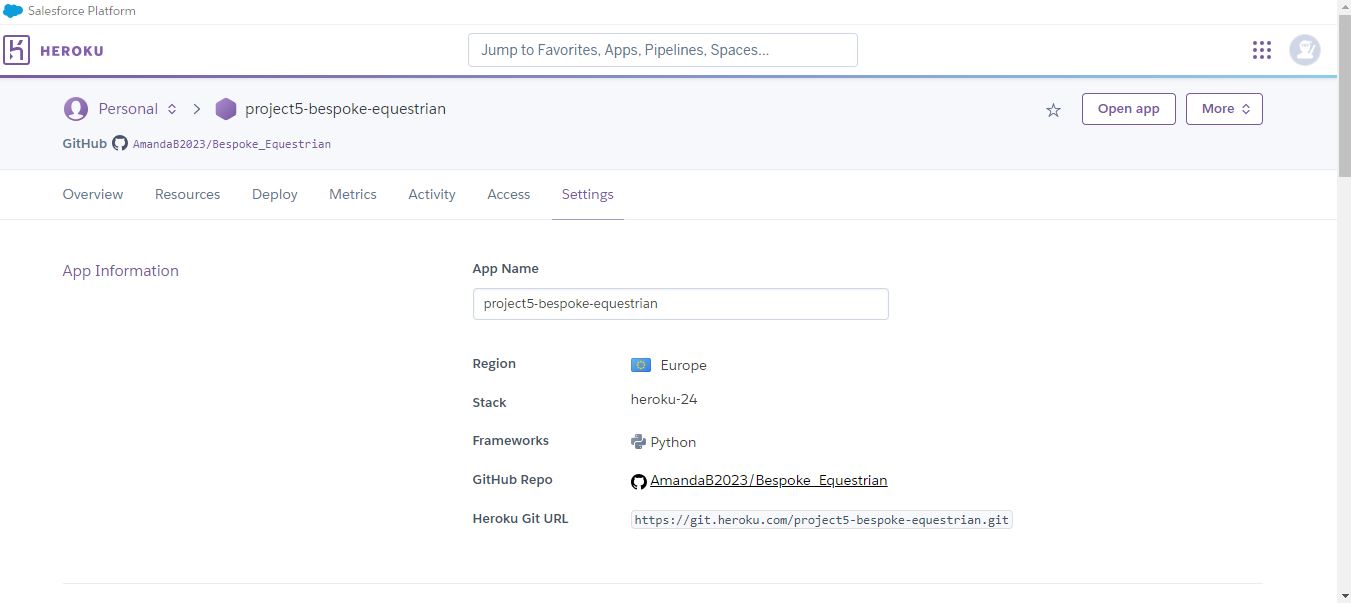 Salesforce Platform
HEROKU
Jump to Favorites, Apps, Pipelines, Spaces...
Personal
project5-bespoke-equestrian
Open app
More
GitHub AmandaB2023/Bespoke_Equestrian
Overview Resources Deploy Metrics Activity Access Settings
App Information
App Name
project5-bespoke-equestrian
Region Europe
Stack heroku-24
Frameworks Python
GitHub Repo AmandaB2023/Bespoke_Equestrian
Heroku Git URL https://git.heroku.com/project5-bespoke-equestrian.git